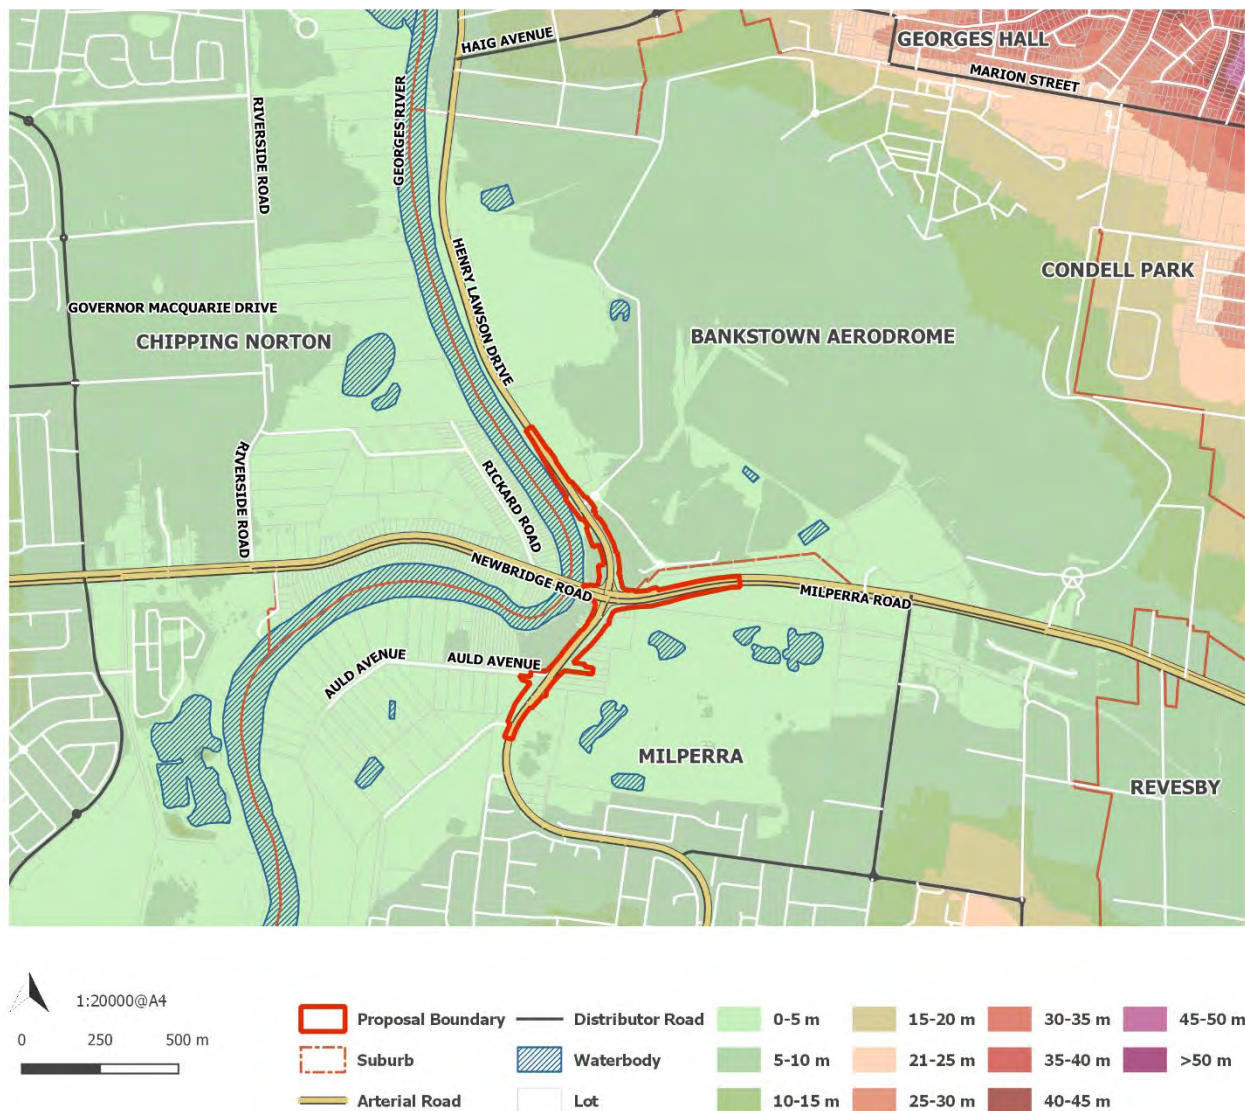 HAIG AVENUE
GEORGES HALL
MARION STREET
RIVERSIDE ROAD
GEORGES RIVER
HENRY LAWSON DRIVE
CONDELL PARK
GOVERNOR MACQUARIE DRIVE
CHIPPING NORTON
BANKSTOWN AERODROME
RIVERSIDE ROAD
RICKARD ROAD
NEWBRIDGE ROAD
MILPERRA ROAD
AULD AVENUE
AULD AVENUE
MILPERRA
REVESBY
1:20000@A4
0 250 500 m
Proposal Boundary
Suburb
Arterial Road
Distributor Road
Waterbody
Lot
0-5 m
5-10 m
10-15 m
15-20 m
21-25 m
25-30 m
30-35 m
35-40 m
40-45 m
45-50 m
>50 m